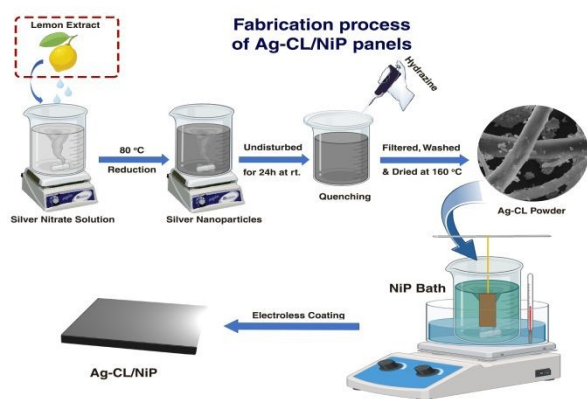 Lemon Extract
Fabrication process
of Ag-CL/NiP panels
Hydrazine
80 °C
Reduction
Undisturbed
for 24h at rt.
Filtered, Washed
& Dried at 160 °C
Silver Nitrate Solution
Silver Nanoparticles
Quenching
Ag-CL Powder
NiP Bath
Electroless Coating
Ag-CL/NiP